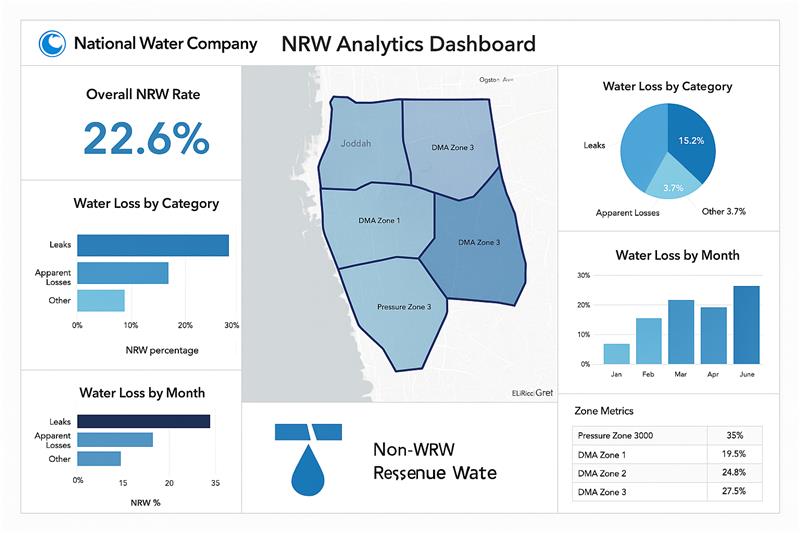 National Water Company
NRW Analytics Dashboard
Overall NRW Rate
22.6%
Water Loss by Category
Leaks
Apparent
Losses
Other
0% 10% 20% 30%
NRW percentage
Water Loss by Month
Leaks
Apparent
Losses
Other
0% 15 20 35
NRW %
Ogston Ave
Joddah
DMA Zone 3
DMA Zone 1
DMA Zone 3
Pressure Zone 3
Gret
Non-WRW
Ressenue Wate
Water Loss by Category
Leaks
15.2%
3.7%
Apparent Losses
Other 3.7%
Water Loss by Month
30%
20%
10%
0%
Jan Feb Mar Apr June
Zone Metrics
Pressure Zone 3000 35%
DMA Zone 1 19.5%
DMA Zone 2 24.8%
DMA Zone 3 27.5%